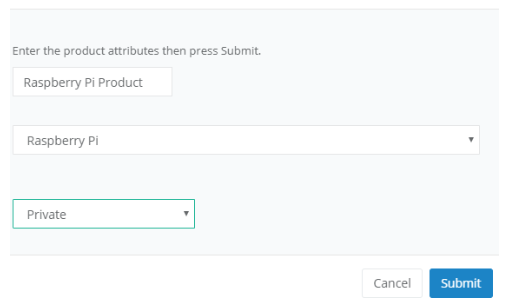 Enter the product attributes then press Submit.
Raspberry Pi Product
Raspberry Pi
Private
Cancel Submit